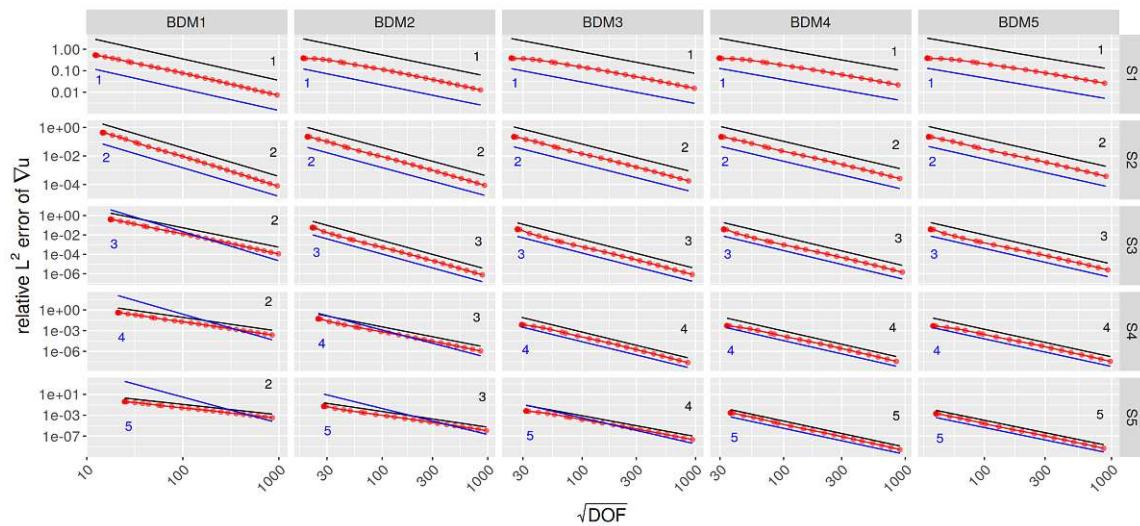 BDM1 BDM2 BDM3 BDM4 BDM5
relative L² error of ∇u
1.00
0.10
0.01
1 1 1 1 1
1 1 1 1 1
S1
1e+00
1e-02
1e-04
2 2 2 2 2
2 2 2 2 2
S2
1e+00
1e-02
1e-04
1e-06
2 3 3 3 3
3 3 3 3 3
S3
1e+00
1e-03
1e-06
2 3 4 4 4
4 4 4 4 4
S4
1e-01
1e-03
1e-07
2 3 4 5 5
5 5 5 5 5
S5
10 100 1000 30 100 300 900 30 100 300 1000 30 100 300 1000 100 300 1000
√DOF